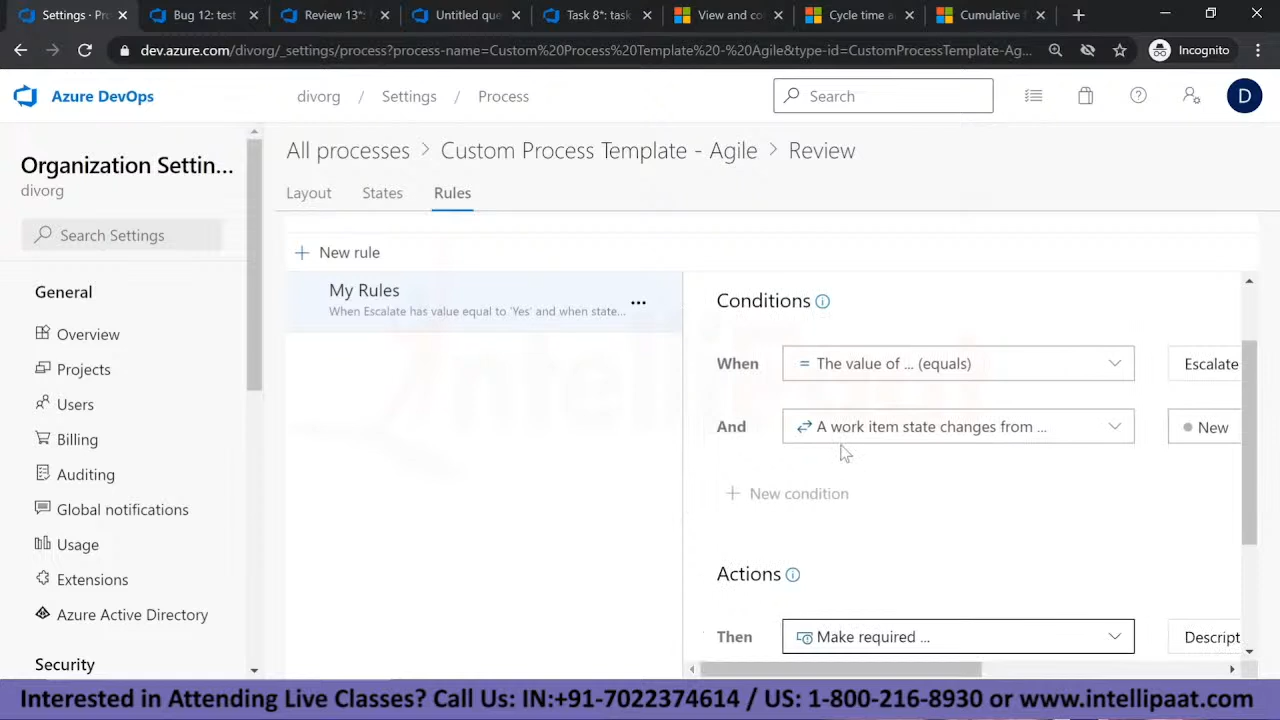 Settings - Proces
Bug 12: test
Review 13*:
Untitled que
Task 8*: task
View and co
Cycle time a
Cumulative f
dev.azure.com/divorg/_settings/process?process-name=Custom%20Process%20Template%20-%20Agile&type-id=CustomProcessTemplate-Ag...
Incognito
Azure DevOps
divorg / Settings / Process
Search
D
Organization Settin...
divorg
Search Settings
General
Overview
Projects
Users
Billing
Auditing
Global notifications
Usage
Extensions
Azure Active Directory
Security
All processes > Custom Process Template - Agile > Review
Layout States Rules
+ New rule
My Rules
When Escalate has value equal to 'Yes' and when state...
Conditions
When = The value of ... (equals) Escalate
And A work item state changes from ... New
+ New condition
Actions
Then Make required ... Descript
Interested in Attending Live Classes? Call Us: IN:+91-7022374614 / US: 1-800-216-8930 or www.intellipaat.com